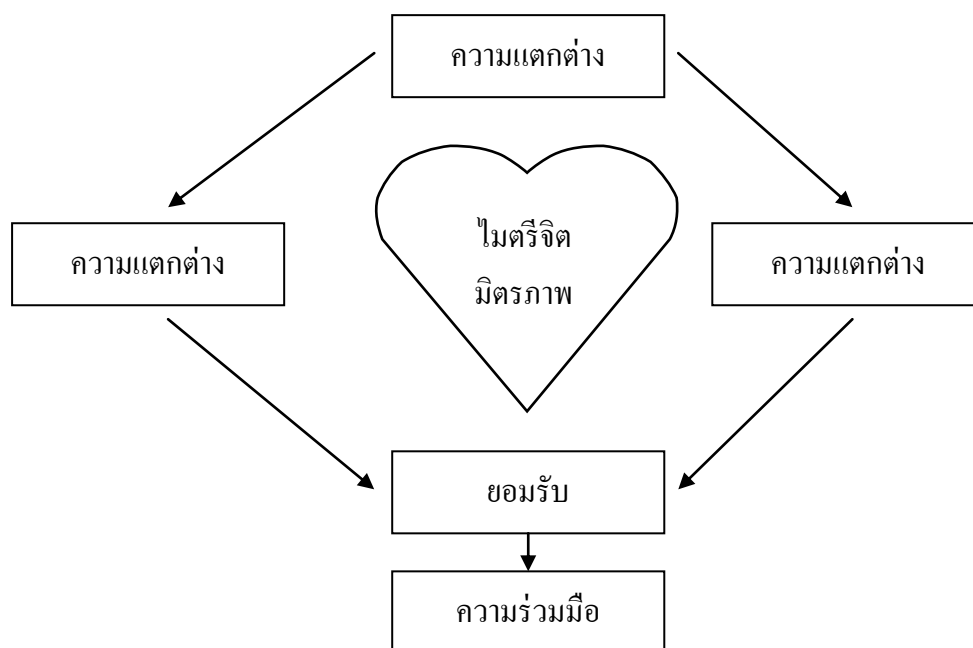 ความแตกต่าง
ไมตรีจิต
มิตรภาพ
ความแตกต่าง
ความแตกต่าง
ยอมรับ
ความร่วมมือ